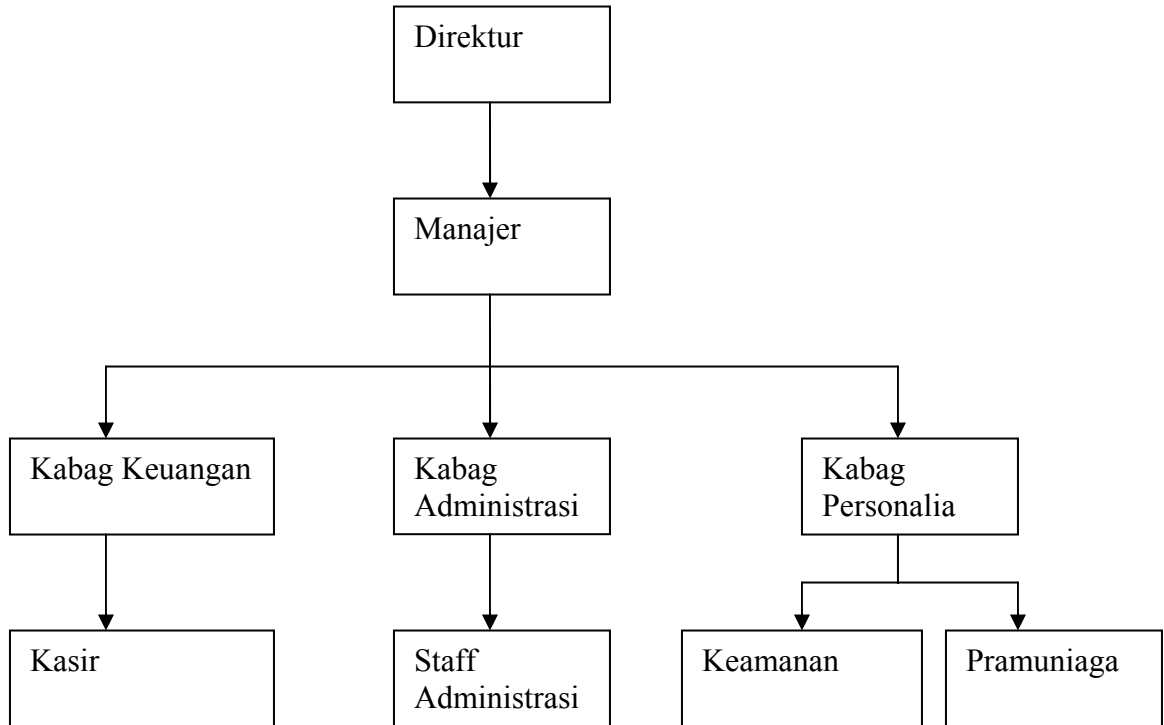 Direktur
Manajer
Kabag Keuangan
Kabag
Administrasi
Kabag
Personalia
Kasir
Staff
Administrasi
Keamanan
Pramuniaga